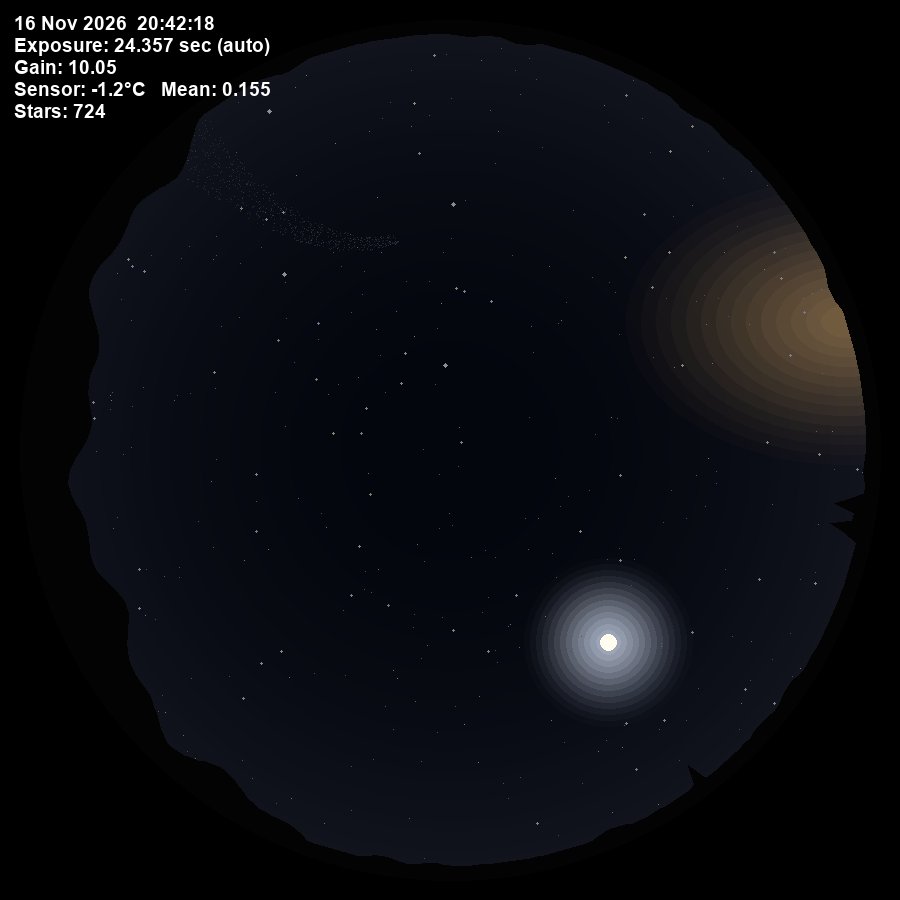 16 Nov 2026 20:42:18
Exposure: 24.357 sec (auto)
Gain: 10.05
Sensor: -1.2°C Mean: 0.155
Stars: 724